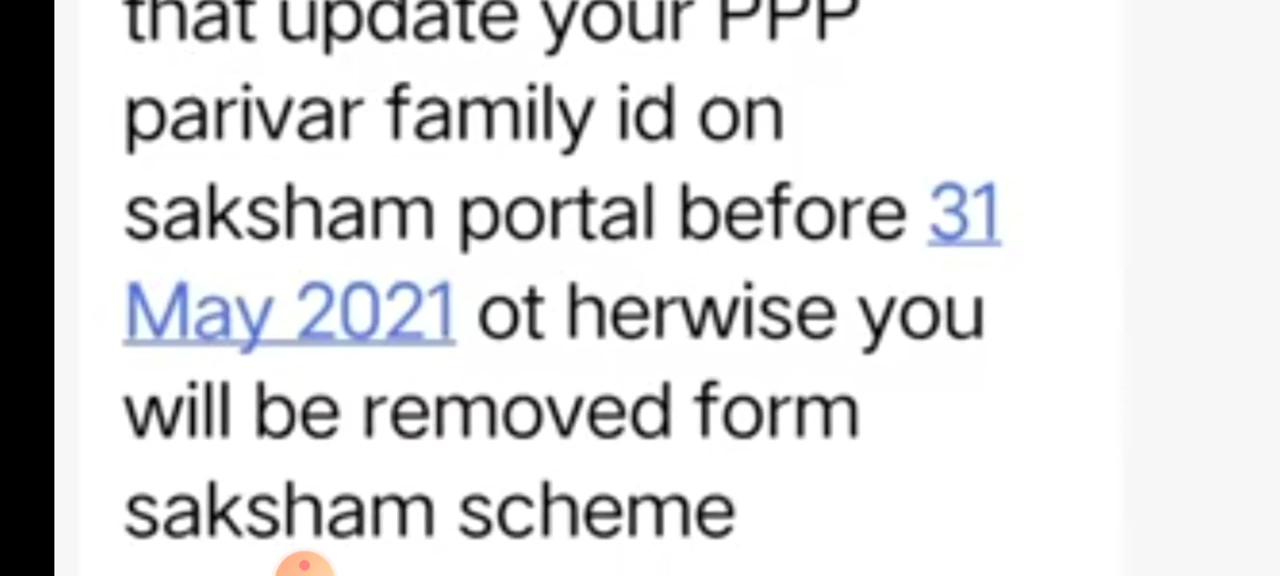 that update your PPP
parivar family id on
saksham portal before 31
May 2021 ot herwise you
will be removed form
saksham scheme